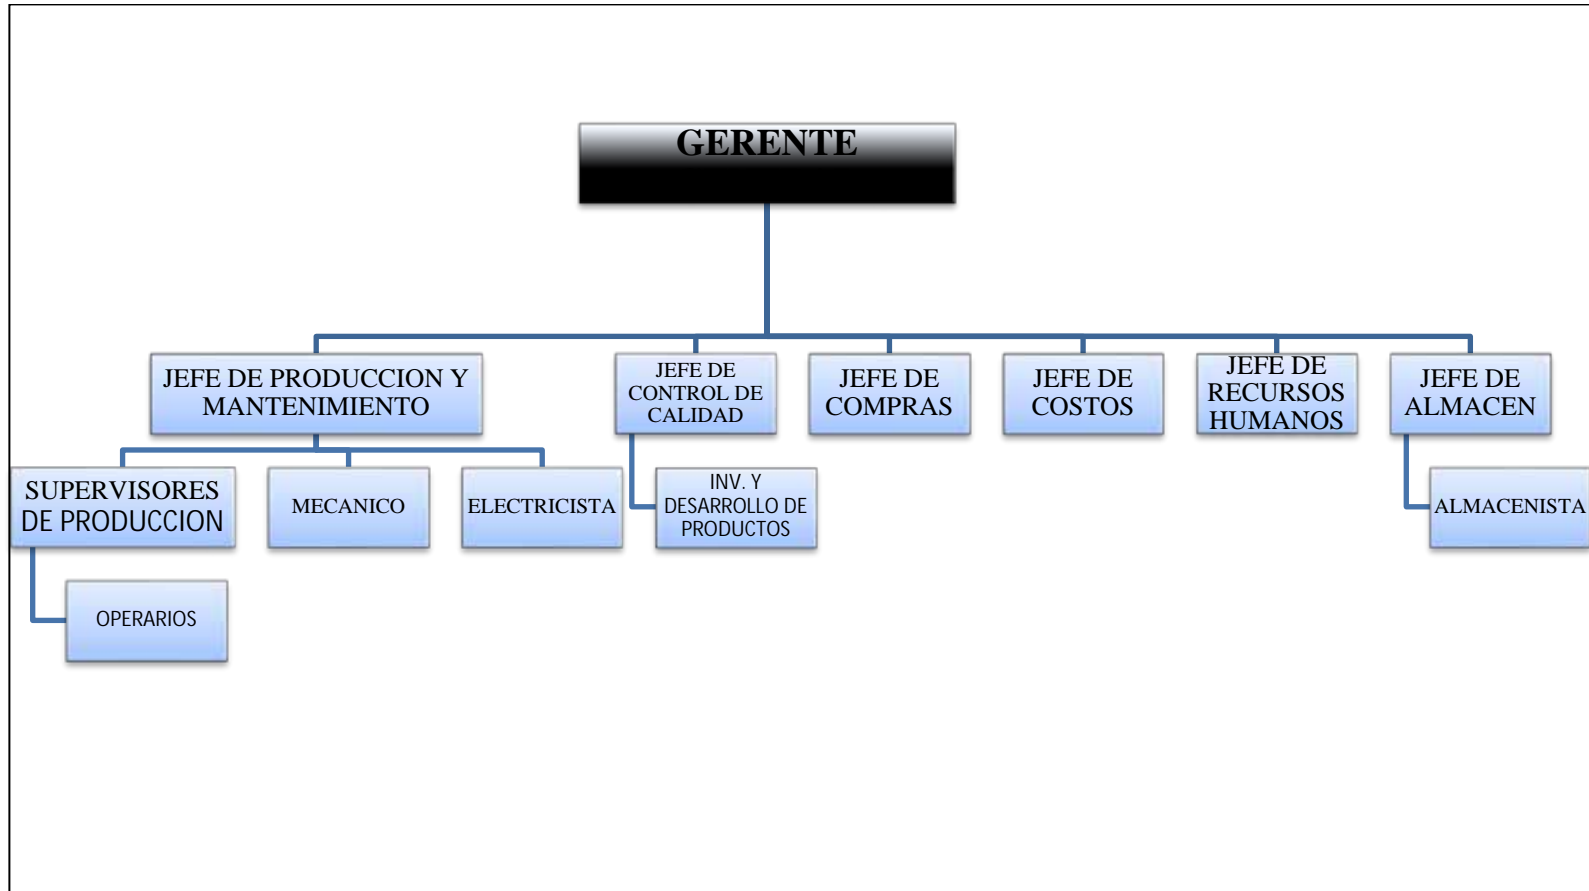 GERENTE
JEFE DE PRODUCCION Y
MANTENIMIENTO
JEFE DE
CONTROL DE
CALIDAD
JEFE DE
COMPRAS
JEFE DE
COSTOS
JEFE DE
RECURSOS
HUMANOS
JEFE DE
ALMACEN
SUPERVISORES
DE PRODUCCION
MECANICO
ELECTRICISTA
INV. Y
DESARROLLO DE
PRODUCTOS
ALMACENISTA
OPERARIOS